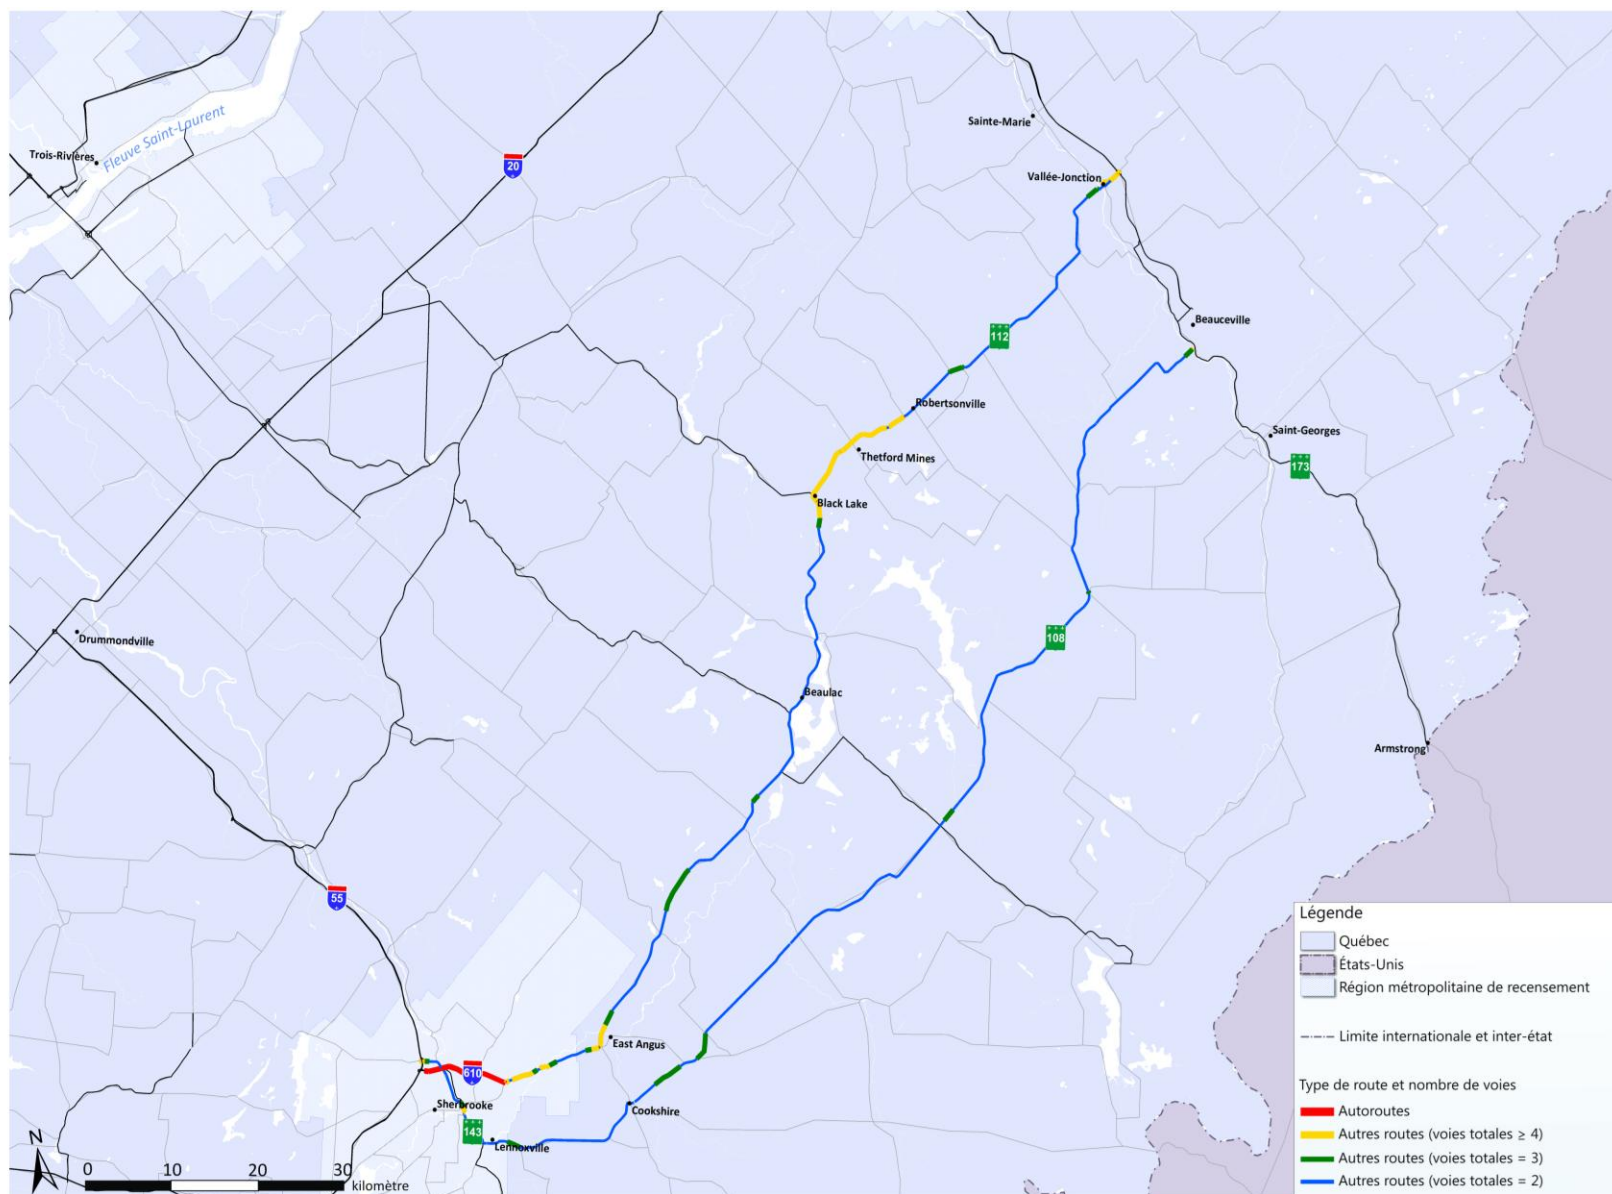 Sainte-Marie
Trois-Rivières
Fleuve Saint-Laurent
20
Vallée-Jonction
Beauceville
112
Robertsonville
Saint-Georges
Thetford Mines
173
Black Lake
Drummondville
108
Beaulac
Armstrong
55
East Angus
610
Sherbrooke
Cookshire
143
Lennoxville
N
0 10 20 30
kilomètre
Légende
Québec
États-Unis
Région métropolitaine de recensement
Limite internationale et inter-état
Type de route et nombre de voies
Autoroutes
Autres routes (voies totales ≥ 4)
Autres routes (voies totales = 3)
Autres routes (voies totales = 2)